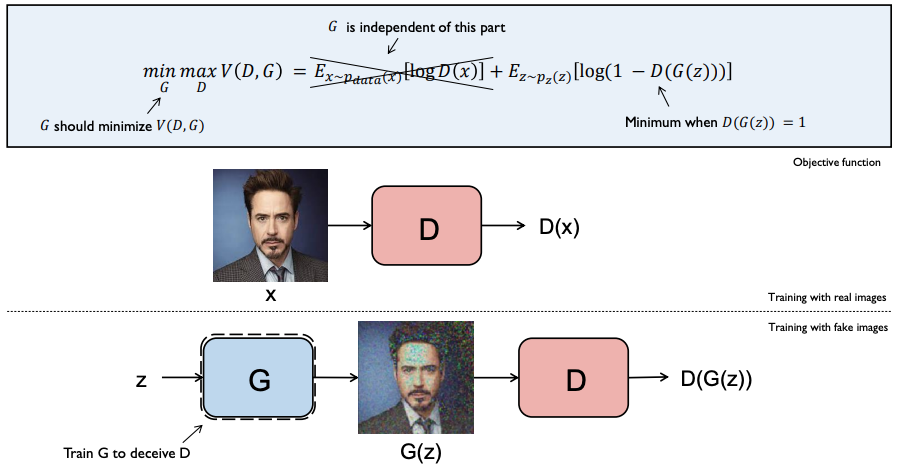 G is independent of this part
min max V(D, G) = E_{x~p_{data}(x)}[log D(x)] + E_{z~p_z(z)}[log(1 − D(G(z)))]
G D
G should minimize V(D, G)
Minimum when D(G(z)) = 1
Objective function
D
D(x)
x
Training with real images
Training with fake images
z
G
D
D(G(z))
G(z)
Train G to deceive D